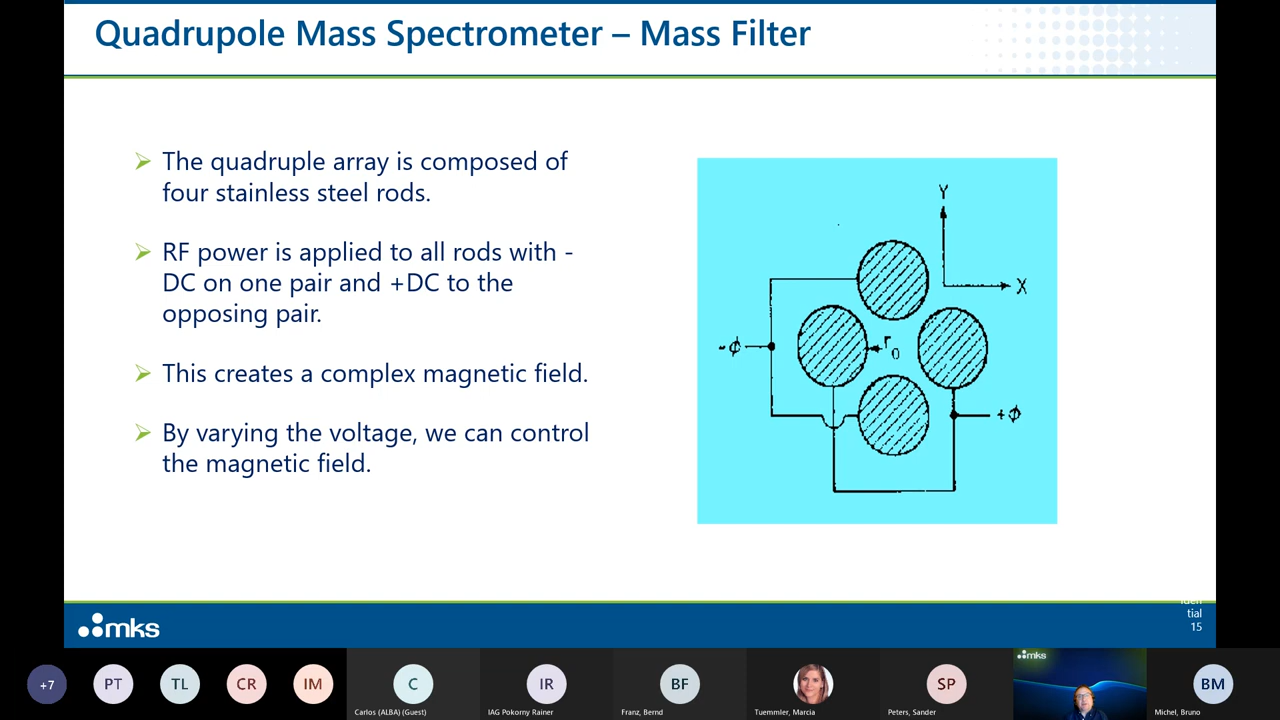 Quadrupole Mass Spectrometer – Mass Filter
The quadruple array is composed of
four stainless steel rods.
RF power is applied to all rods with -
DC on one pair and +DC to the
opposing pair.
This creates a complex magnetic field.
By varying the voltage, we can control
the magnetic field.
Y
X
-ϕ
r0
+ϕ
mks
tial
15
+7
PT
TL
CR
IM
C
IR
BF
SP
mks
BM
Carlos (ALBA) (Guest)
IAG Pokorny Rainer
Franz, Bernd
Tuemmler, Marcia
Peters, Sander
Michel, Bruno